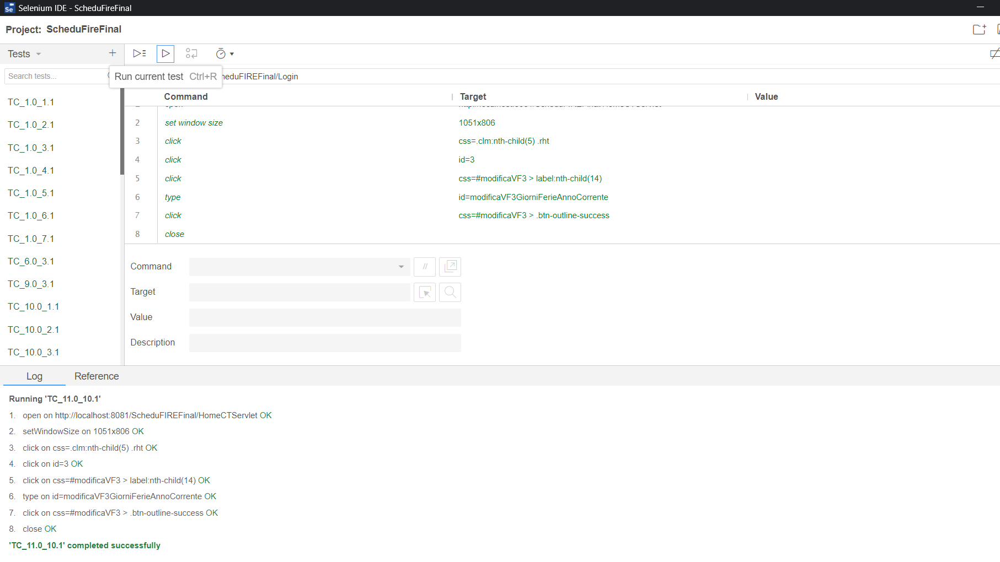 Selenium IDE - ScheduFireFinal
Project: ScheduFireFinal
Tests
Search tests...
Run current test Ctrl+R
heduFIREFinal/Login
Command Target Value
2 set window size 1051x806
3 click css=.clm:nth-child(5) .rht
4 click id=3
5 click css=#modificaVF3 > label:nth-child(14)
6 type id=modificaVF3GiorniFerieAnnoCorrente
7 click css=#modificaVF3 > .btn-outline-success
8 close
TC_1.0_1.1
TC_1.0_2.1
TC_1.0_3.1
TC_1.0_4.1
TC_1.0_5.1
TC_1.0_6.1
TC_1.0_7.1
TC_6.0_3.1
TC_9.0_3.1
TC_10.0_1.1
TC_10.0_2.1
TC_10.0_3.1
Command //
Target
Value
Description
Log Reference
Running 'TC_11.0_10.1'
1. open on http://localhost:8081/ScheduFIREFinal/HomeCTServlet OK
2. setWindowSize on 1051x806 OK
3. click on css=.clm:nth-child(5) .rht OK
4. click on id=3 OK
5. click on css=#modificaVF3 > label:nth-child(14) OK
6. type on id=modificaVF3GiorniFerieAnnoCorrente OK
7. click on css=#modificaVF3 > .btn-outline-success OK
8. close OK
'TC_11.0_10.1' completed successfully